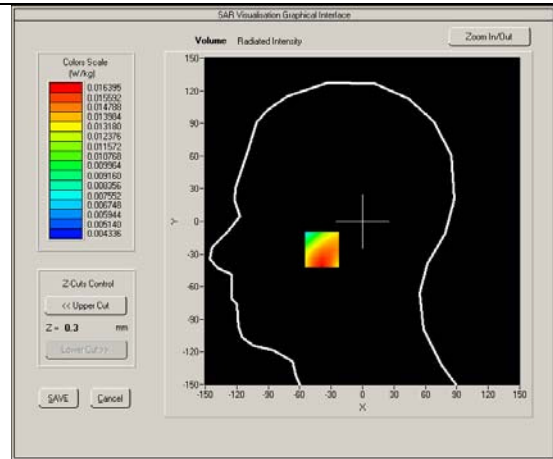 SAR Visualisation Graphical Interface
Volume Radiated Intensity
Zoom In/Out
Colors Scale
(W/kg)
0.016395
0.015592
0.014788
0.013984
0.013180
0.012376
0.011572
0.010768
0.009964
0.009160
0.008356
0.007552
0.006748
0.005944
0.005140
0.004336
Z-Cuts Control
<< Upper Cut
Z = 0.3 mm
Lower Cut >>
SAVE Cancel
150
120
90
60
30
0
-30
-60
-90
-120
-150
Y
-150 -120 -90 -60 -30 0 30 60 90 120 150
X